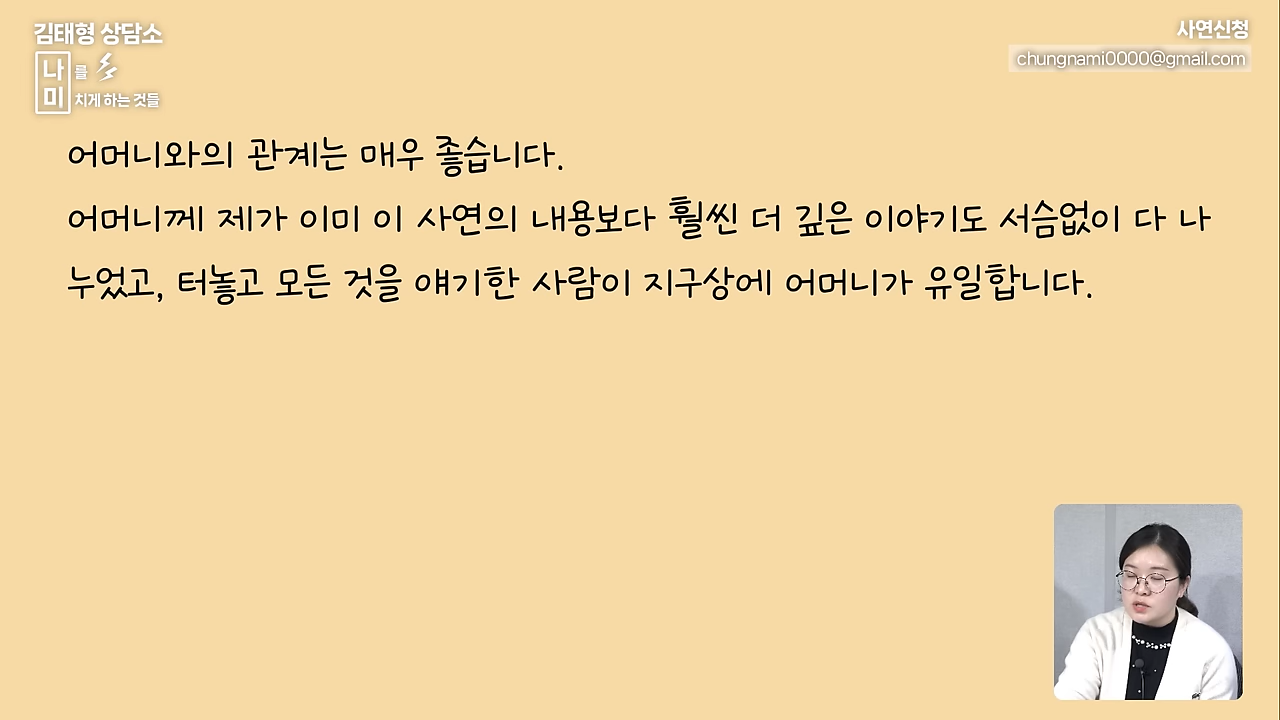 김태형 상담소
나를
미치게 하는 것들
사연신청
chungnami0000@gmail.com
어머니와의 관계는 매우 좋습니다.
어머니께 제가 이미 이 사연의 내용보다 훨씬 더 깊은 이야기도 서슴없이 다 나
누었고, 터놓고 모든 것을 얘기한 사람이 지구상에 어머니가 유일합니다.